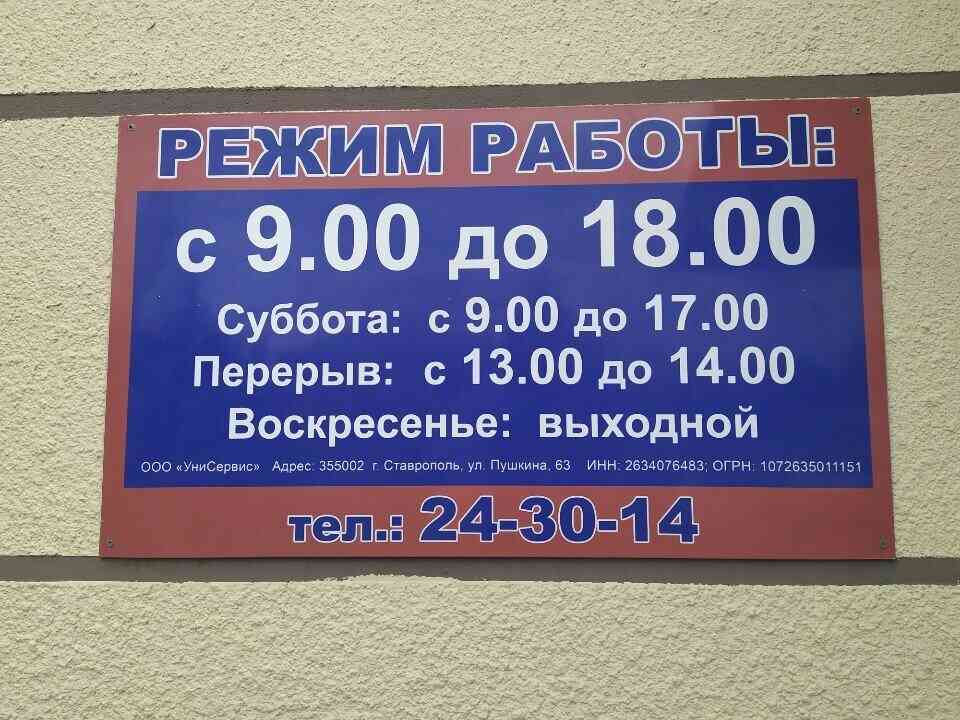 РЕЖИМ РАБОТЫ:
с 9.00 до 18.00
Суббота: с 9.00 до 17.00
Перерыв: с 13.00 до 14.00
Воскресенье: выходной
ООО «УниСервис» Адрес: 355002 г. Ставрополь, ул. Пушкина, 63 ИНН: 2634076483; ОГРН: 1072635011151
тел.: 24-30-14